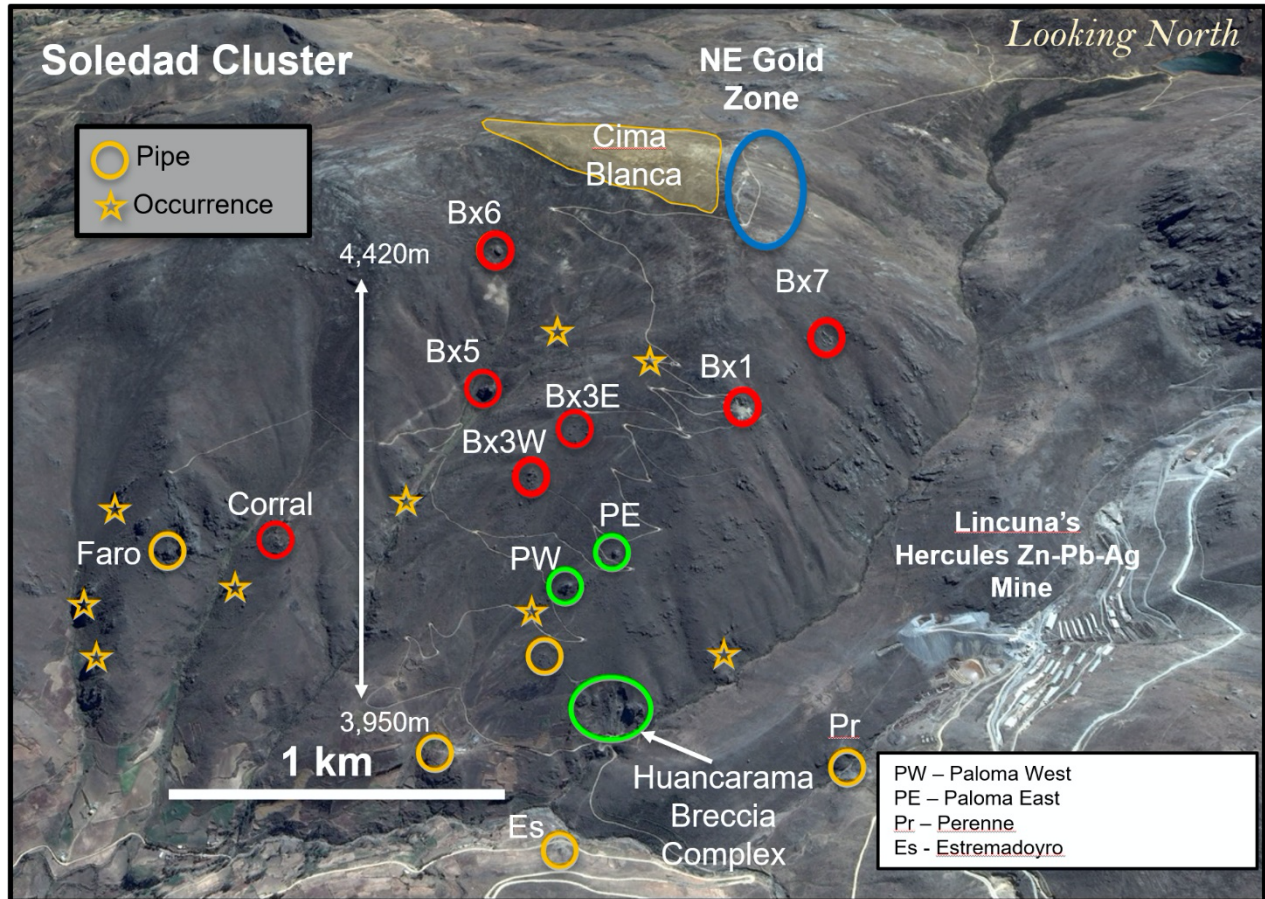 Looking North
Soledad Cluster
NE Gold
Zone
Pipe
Occurrence
Cima
Blanca
Bx6
4,420m
Bx7
Bx5
Bx1
Bx3E
Bx3W
Corral
PE
Faro
PW
Lincuna's
Hercules Zn-Pb-Ag
Mine
3,950m
1 km
Pr
Huancarama
Breccia
Complex
Es
PW – Paloma West
PE – Paloma East
Pr – Perenne
Es - Estremadoyro